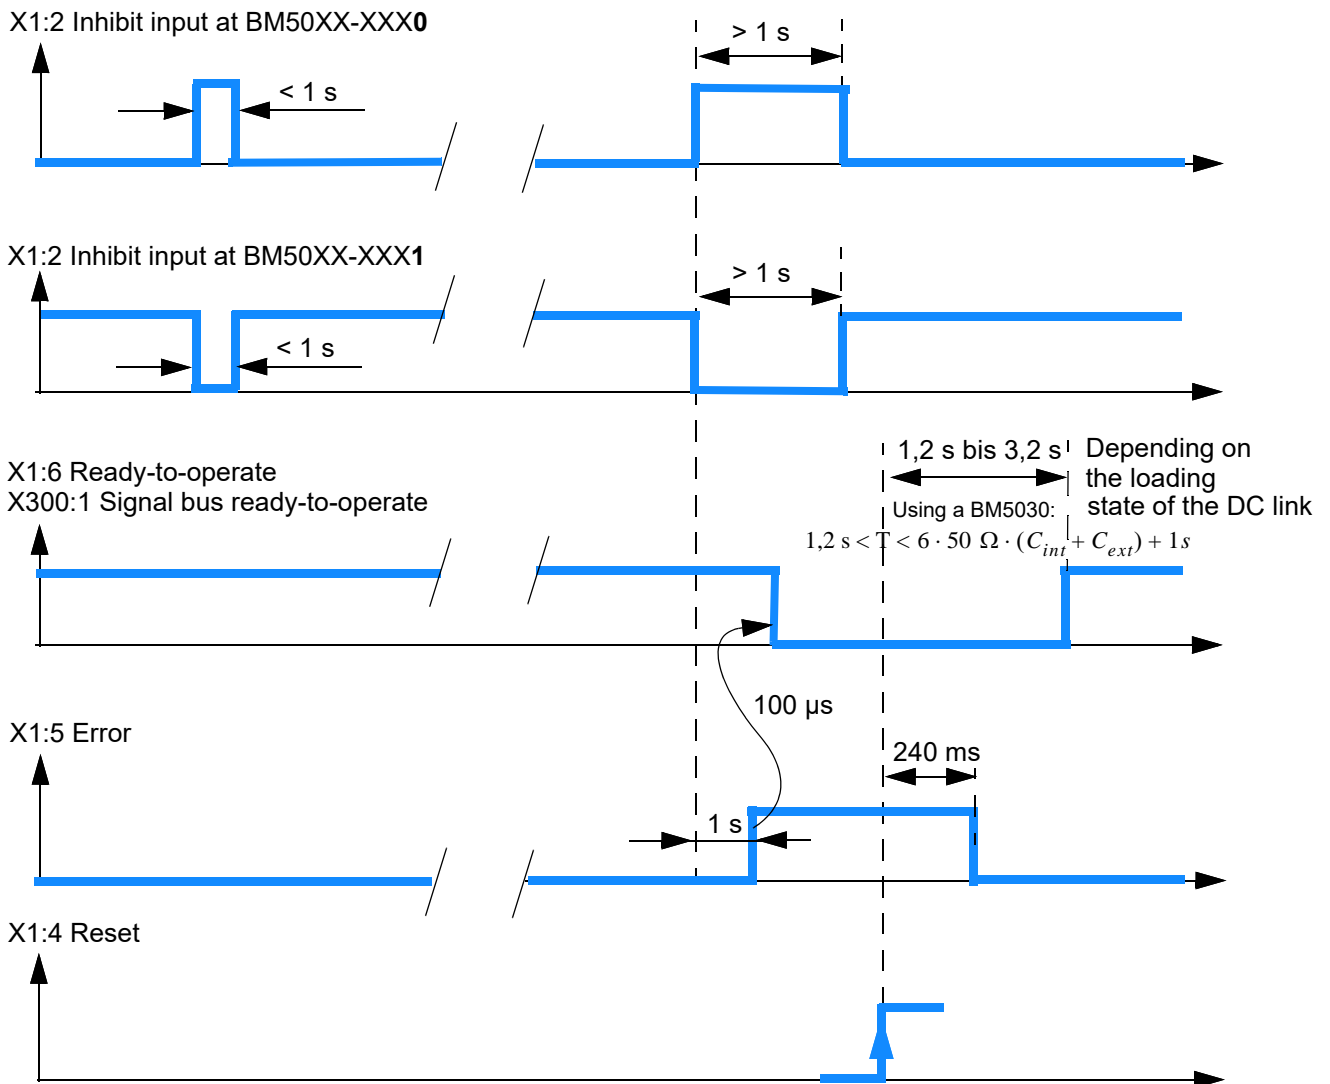 X1:2 Inhibit input at BM50XX-XXX0
> 1 s
< 1 s
X1:2 Inhibit input at BM50XX-XXX1
> 1 s
< 1 s
X1:6 Ready-to-operate
X300:1 Signal bus ready-to-operate
1,2 s bis 3,2 s
Depending on
the loading
state of the DC link
Using a BM5030:
1,2 s < T < 6 · 50 Ω · (C_int + C_ext) + 1s
100 µs
X1:5 Error
240 ms
1 s
X1:4 Reset